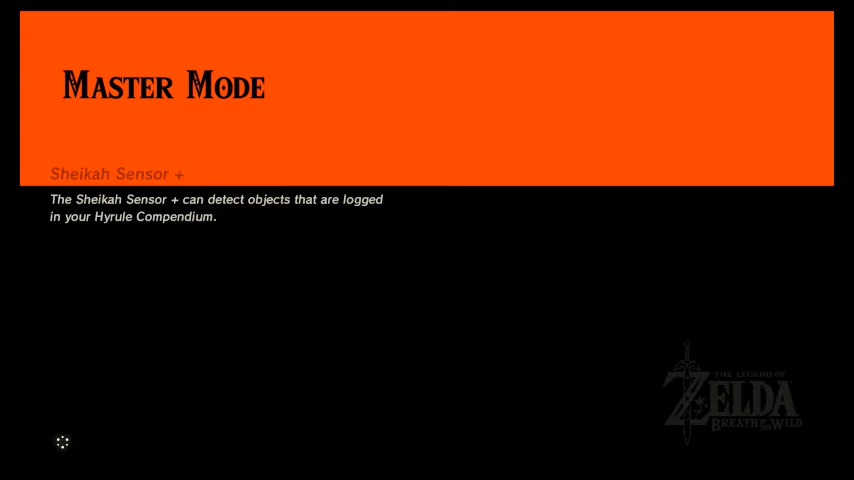 Master Mode
Sheikah Sensor +
The Sheikah Sensor + can detect objects that are logged
in your Hyrule Compendium.
THE LEGEND OF
ZELDA
BREATH OF THE WILD